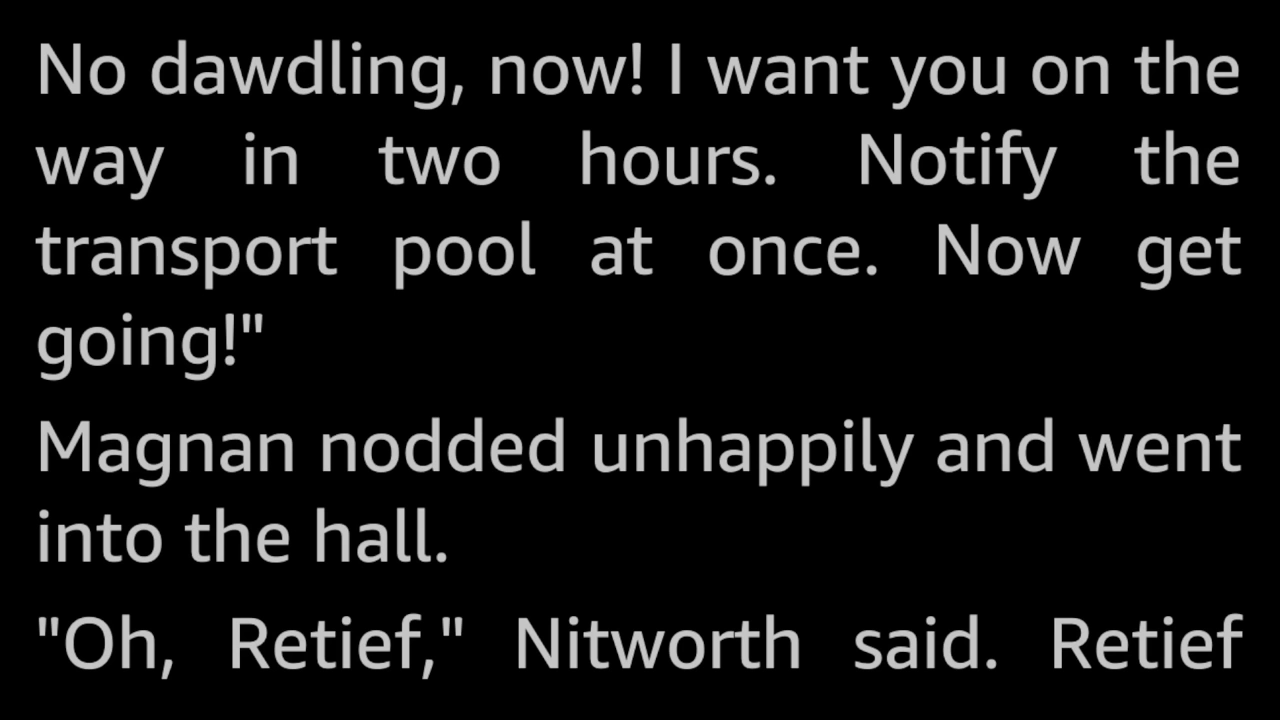 No dawdling, now! I want you on the
way in two hours. Notify the
transport pool at once. Now get
going!"
Magnan nodded unhappily and went
into the hall.
"Oh, Retief," Nitworth said. Retief